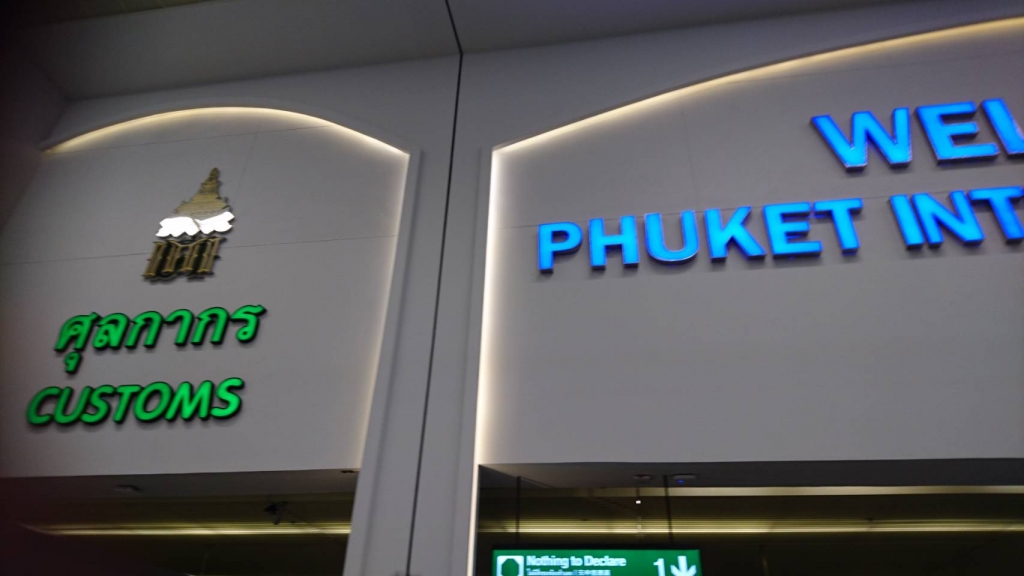 ศุลกากร
CUSTOMS
WEL
PHUKET INT
Nothing to Declare
1